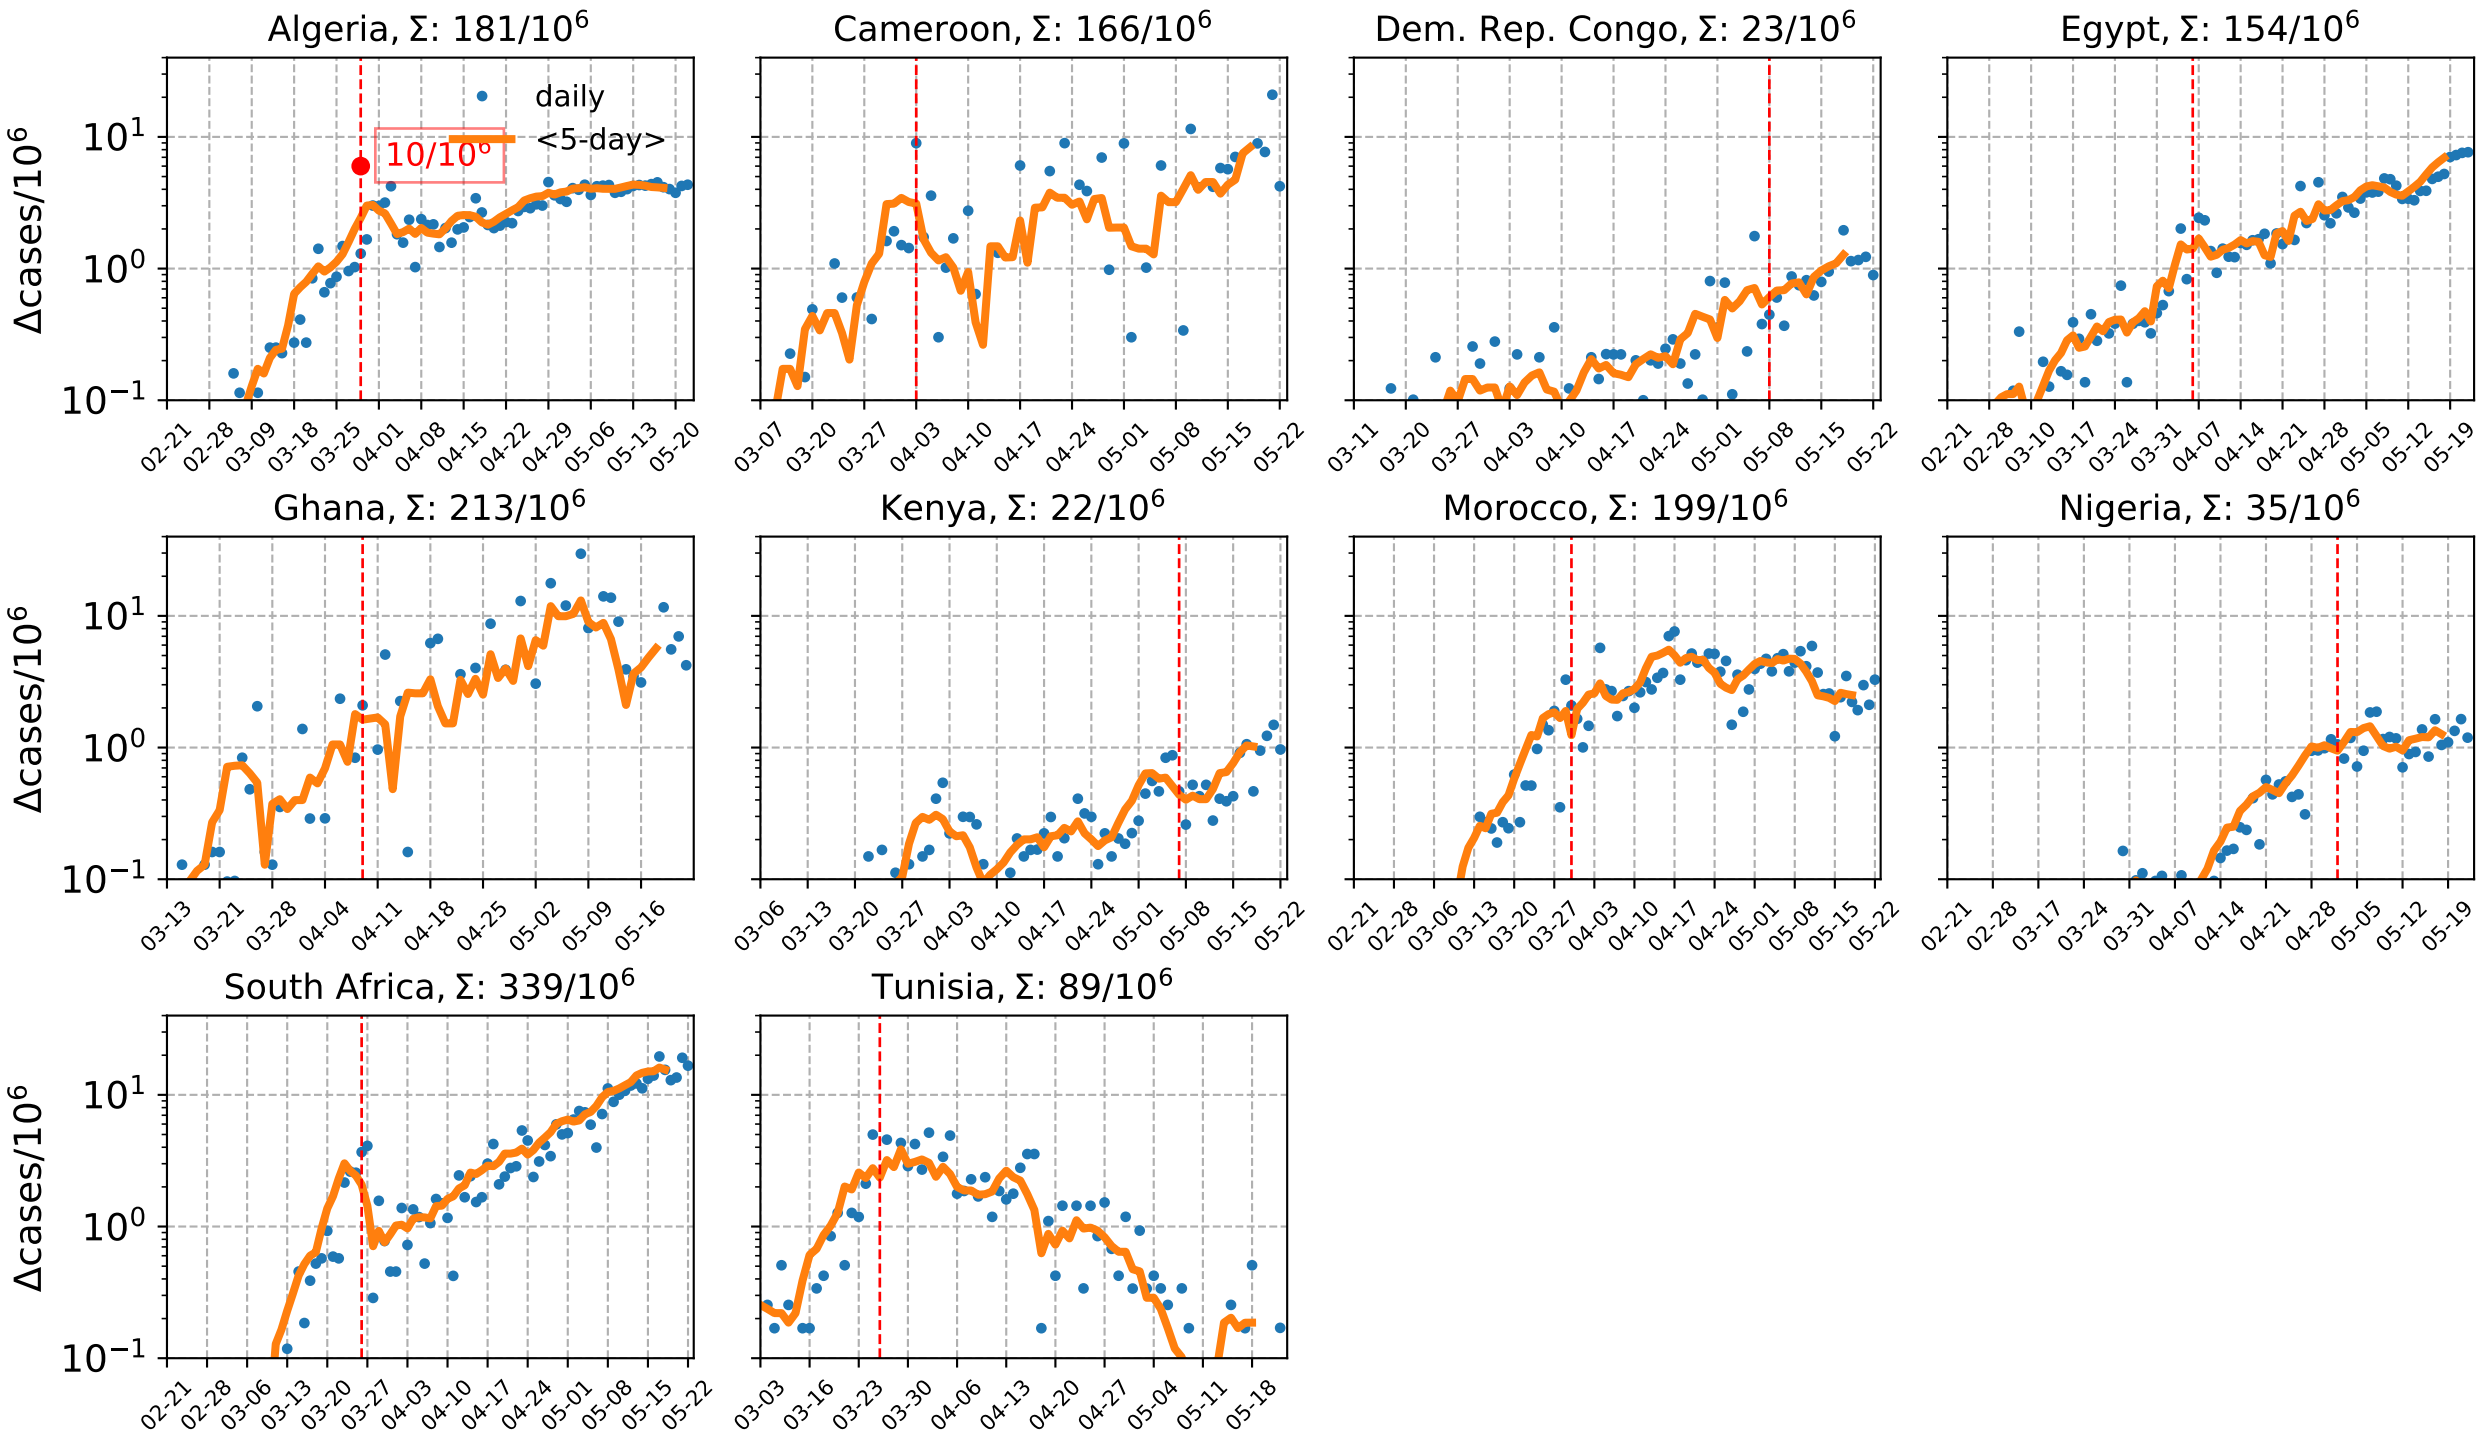 Algeria, Σ: 181/10⁶
Cameroon, Σ: 166/10⁶
Dem. Rep. Congo, Σ: 23/10⁶
Egypt, Σ: 154/10⁶
Δcases/10⁶
10¹
10⁰
10⁻¹
daily
<5-day>
10/10⁶
02-21 02-28 03-09 03-18 03-25 04-01 04-08 04-15 04-22 04-29 05-06 05-13 05-20
03-07 03-20 03-27 04-03 04-10 04-17 04-24 05-01 05-08 05-15 05-22
03-11 03-20 03-27 04-03 04-10 04-17 04-24 05-01 05-08 05-15 05-22
02-21 02-28 03-10 03-17 03-24 03-31 04-07 04-14 04-21 04-28 05-05 05-12 05-19
Ghana, Σ: 213/10⁶
Kenya, Σ: 22/10⁶
Morocco, Σ: 199/10⁶
Nigeria, Σ: 35/10⁶
Δcases/10⁶
10¹
10⁰
10⁻¹
03-13 03-21 03-28 04-04 04-11 04-18 04-25 05-02 05-09 05-16
03-06 03-13 03-20 03-27 04-03 04-10 04-17 04-24 05-01 05-08 05-15 05-22
02-21 02-28 03-06 03-13 03-20 03-27 04-03 04-10 04-17 04-24 05-01 05-08 05-15 05-22
02-21 02-28 03-17 03-24 03-31 04-07 04-14 04-21 04-28 05-05 05-12 05-19
South Africa, Σ: 339/10⁶
Tunisia, Σ: 89/10⁶
Δcases/10⁶
10¹
10⁰
10⁻¹
02-21 02-28 03-06 03-13 03-20 03-27 04-03 04-10 04-17 04-24 05-01 05-08 05-15 05-22
03-03 03-16 03-23 03-30 04-06 04-13 04-20 04-27 05-04 05-11 05-18